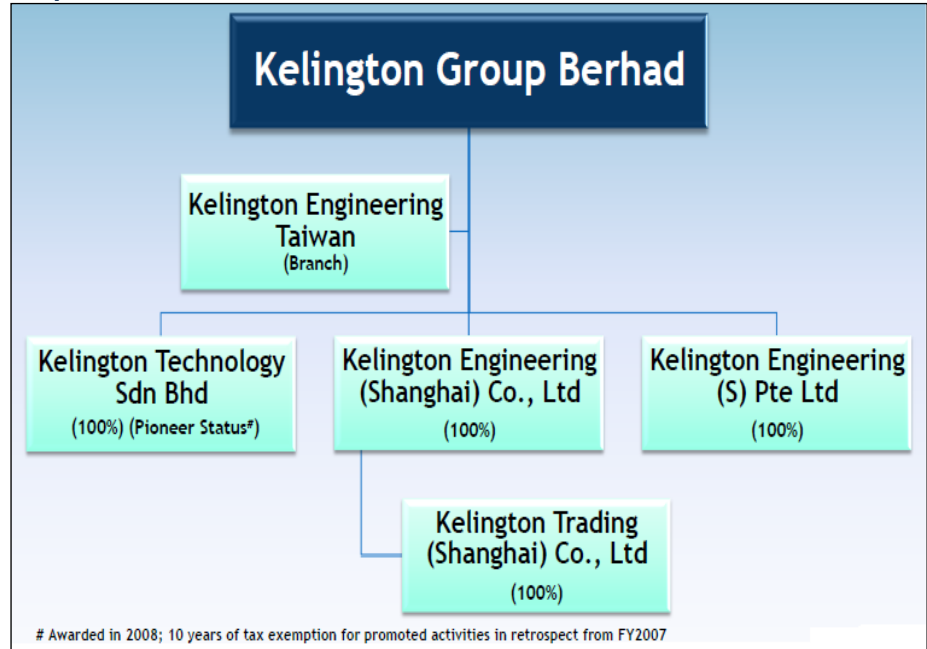 Kelington Group Berhad
Kelington Engineering
Taiwan
(Branch)
Kelington Technology
Sdn Bhd
(100%) (Pioneer Status#)
Kelington Engineering
(Shanghai) Co., Ltd
(100%)
Kelington Engineering
(S) Pte Ltd
(100%)
Kelington Trading
(Shanghai) Co., Ltd
(100%)
# Awarded in 2008; 10 years of tax exemption for promoted activities in retrospect from FY2007